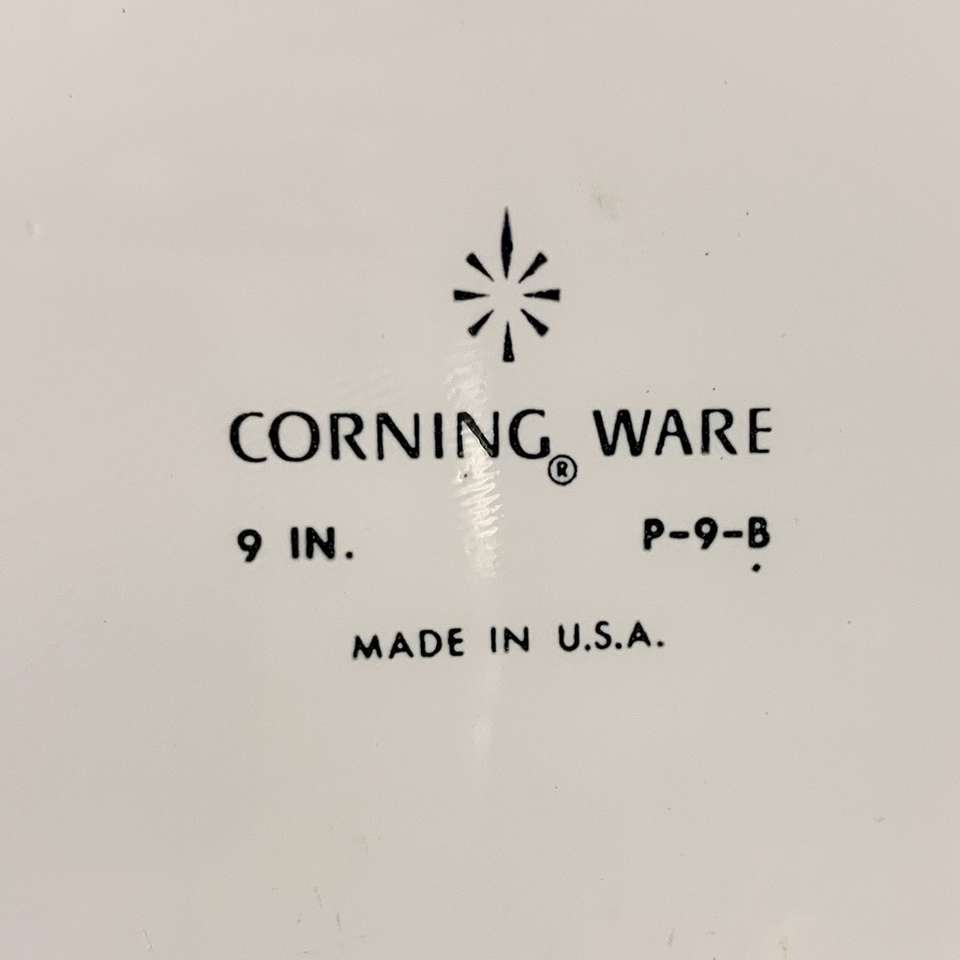 CORNING® WARE
9 IN. P-9-B
MADE IN U.S.A.